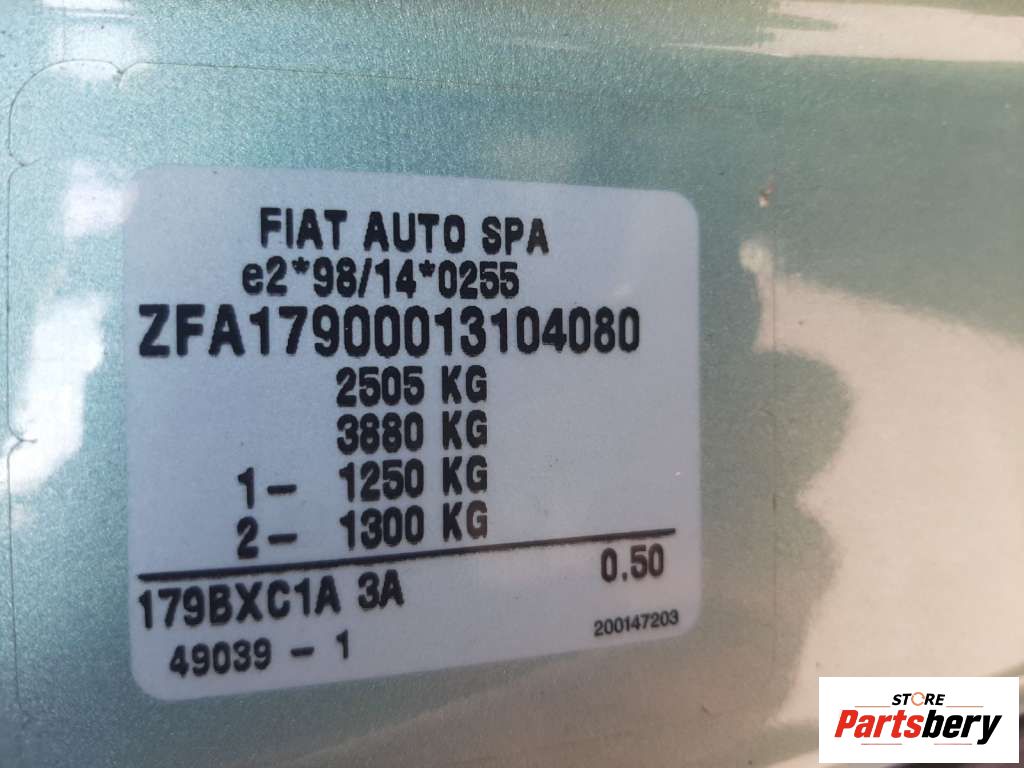 FIAT AUTO SPA
e2*98/14*0255
ZFA17900013104080
2505 KG
3880 KG
1- 1250 KG
2- 1300 KG
179BXC1A 3A 0.50
49039 - 1 200147203
STORE
Partsbery